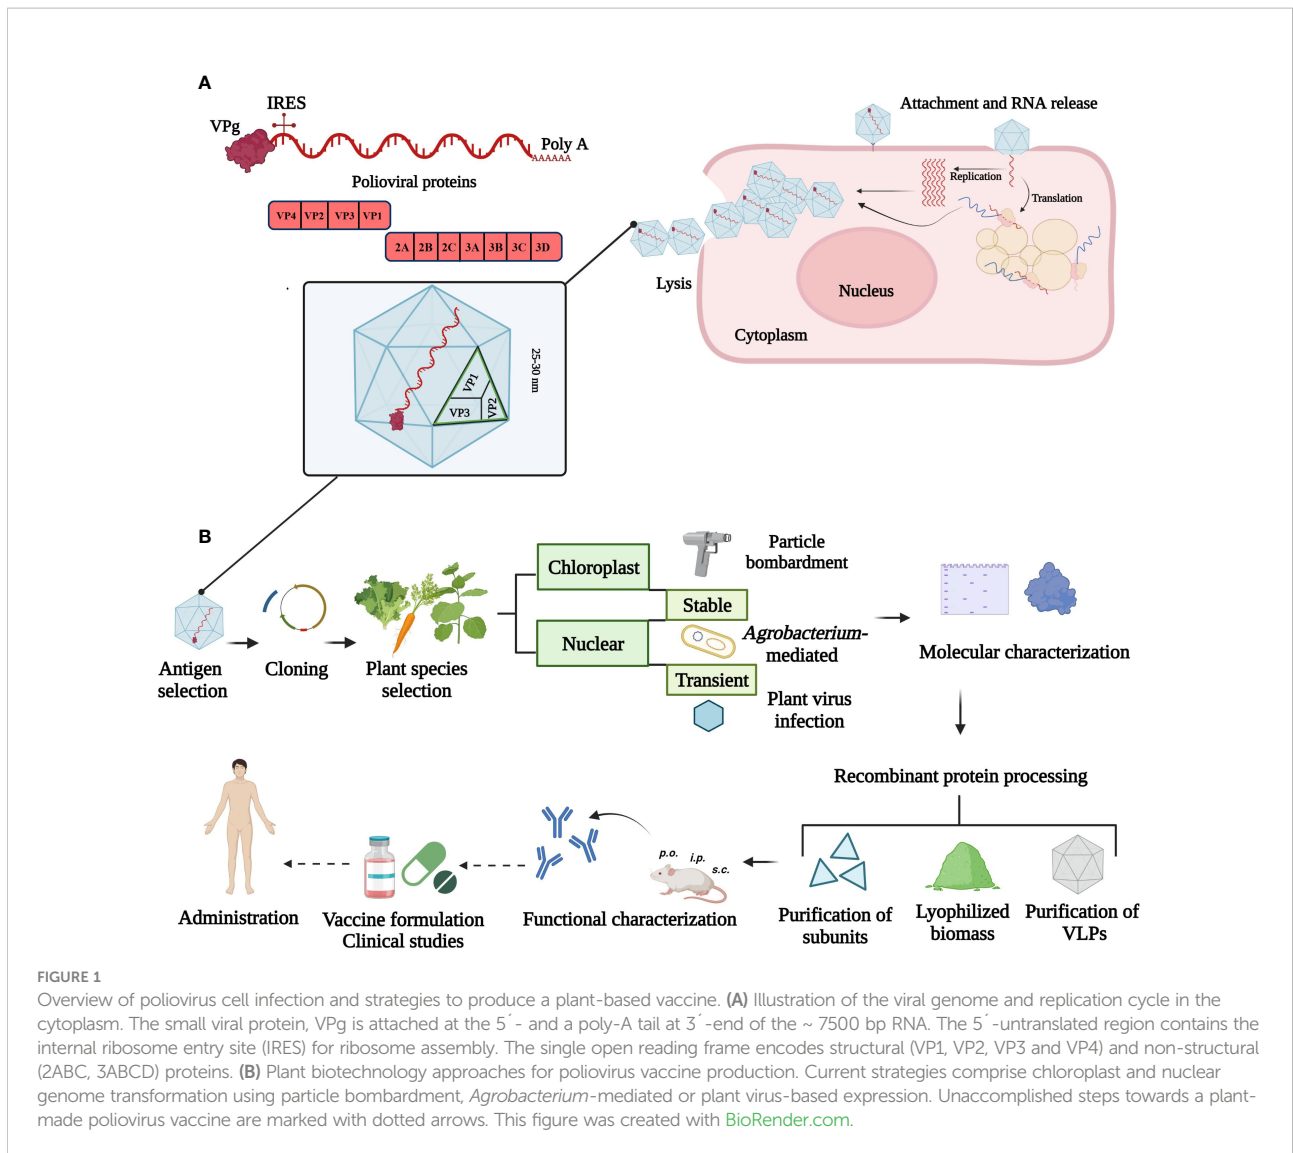 A
IRES
VPg
Poly A
AAAAAA
Polioviral proteins
VP4 VP2 VP3 VP1
2A 2B 2C 3A 3B 3C 3D
VP1
VP3
VP2
25-30 nm
Attachment and RNA release
Replication
Translation
Lysis
Nucleus
Cytoplasm
B
Antigen
selection
Cloning
Plant species
selection
Chloroplast
Nuclear
Stable
Transient
Particle
bombardment
Agrobacterium-
mediated
Plant virus
infection
Molecular characterization
Recombinant protein processing
Purification of
subunits
Lyophilized
biomass
Purification of
VLPs
p.o.
i.p.
s.c.
Functional characterization
Vaccine formulation
Clinical studies
Administration
FIGURE 1
Overview of poliovirus cell infection and strategies to produce a plant-based vaccine. (A) Illustration of the viral genome and replication cycle in the
cytoplasm. The small viral protein, VPg is attached at the 5´- and a poly-A tail at 3´-end of the ~ 7500 bp RNA. The 5´-untranslated region contains the
internal ribosome entry site (IRES) for ribosome assembly. The single open reading frame encodes structural (VP1, VP2, VP3 and VP4) and non-structural
(2ABC, 3ABCD) proteins. (B) Plant biotechnology approaches for poliovirus vaccine production. Current strategies comprise chloroplast and nuclear
genome transformation using particle bombardment, Agrobacterium-mediated or plant virus-based expression. Unaccomplished steps towards a plant-
made poliovirus vaccine are marked with dotted arrows. This figure was created with BioRender.com.